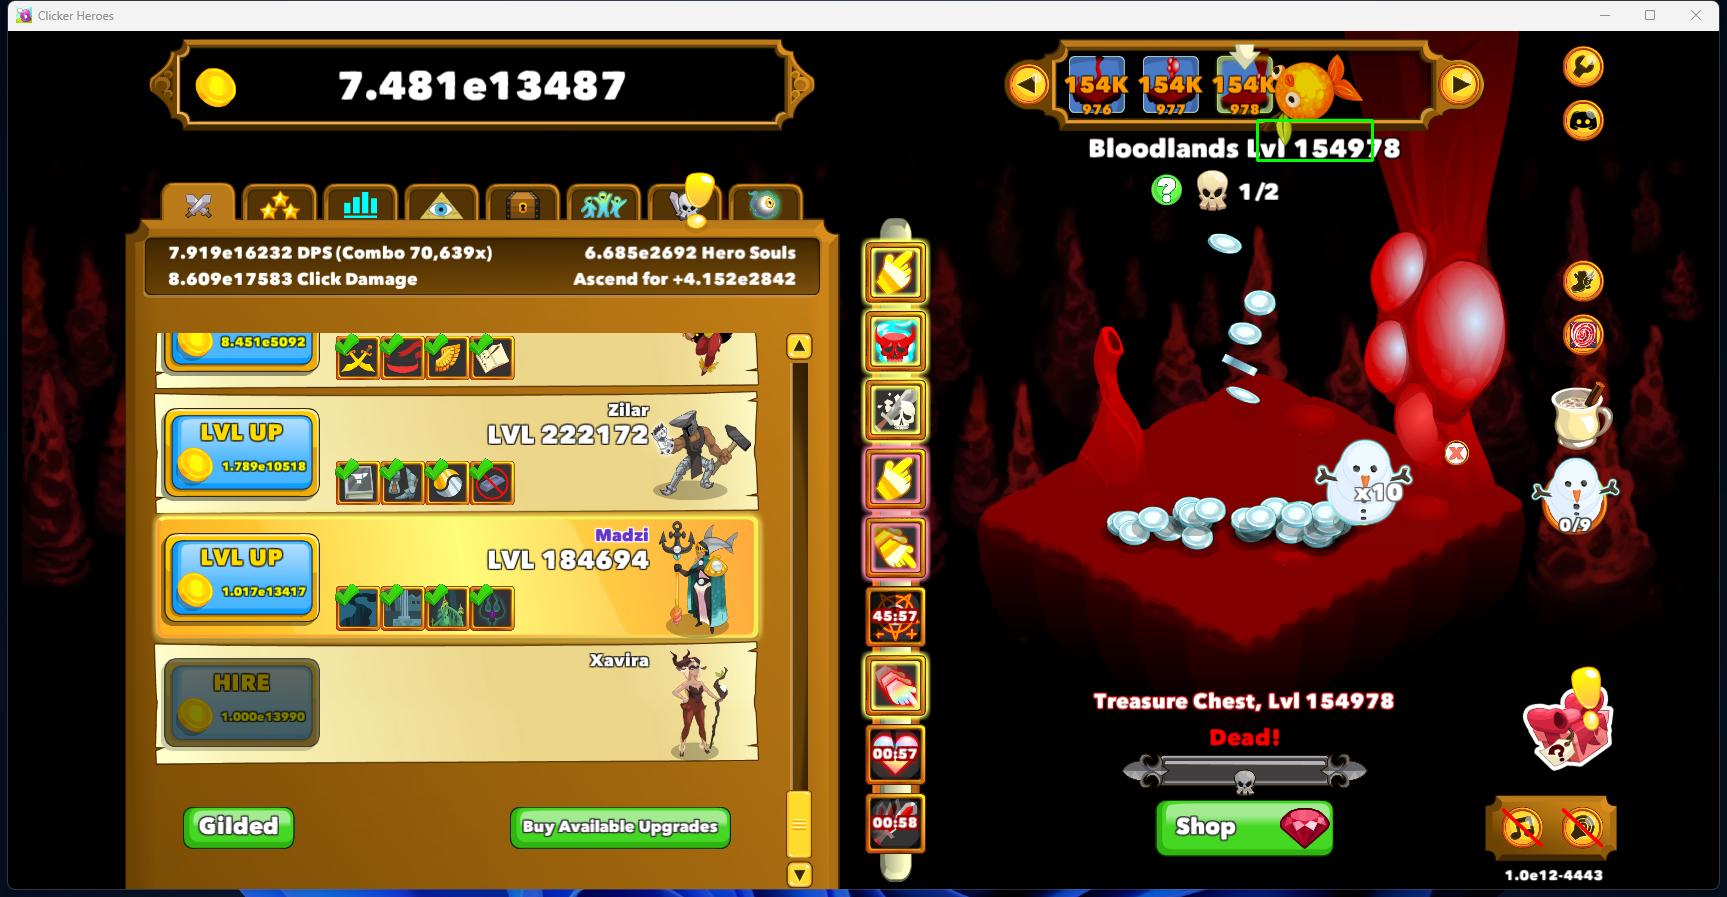 Clicker Heroes
7.481e13487
154K
976
154K
977
154K
978
Bloodlands Lvl 154978
1/2
7.919e16232 DPS (Combo 70,639x)
6.685e2692 Hero Souls
8.609e17583 Click Damage
Ascend for +4.152e2842
8.451e5092
Zilar
LVL UP
LVL 222172
1.789e10518
Madzi
LVL UP
LVL 184694
1.017e13417
Xavira
HIRE
1.000e13990
Gilded
Buy Available Upgrades
45:57
00:57
00:58
x10
0/9
Treasure Chest, Lvl 154978
Dead!
Shop
1.0e12-4443